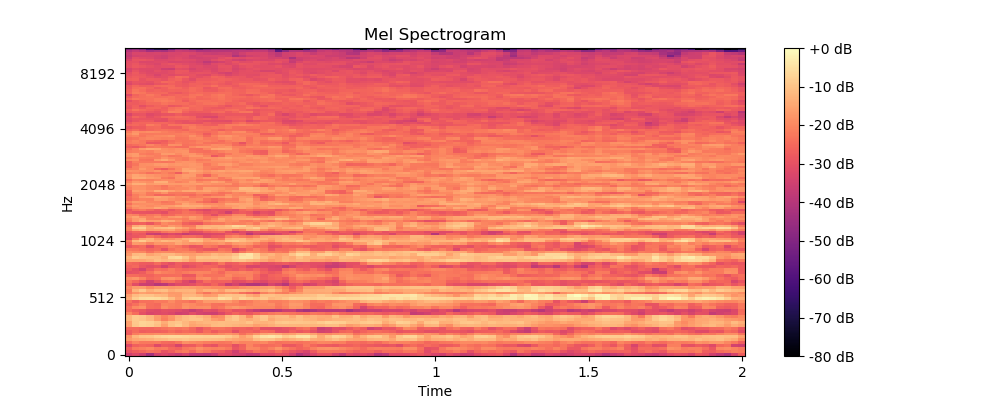 Mel Spectrogram
Hz
8192
4096
2048
1024
512
0
0
0.5
1
1.5
2
Time
+0 dB
-10 dB
-20 dB
-30 dB
-40 dB
-50 dB
-60 dB
-70 dB
-80 dB